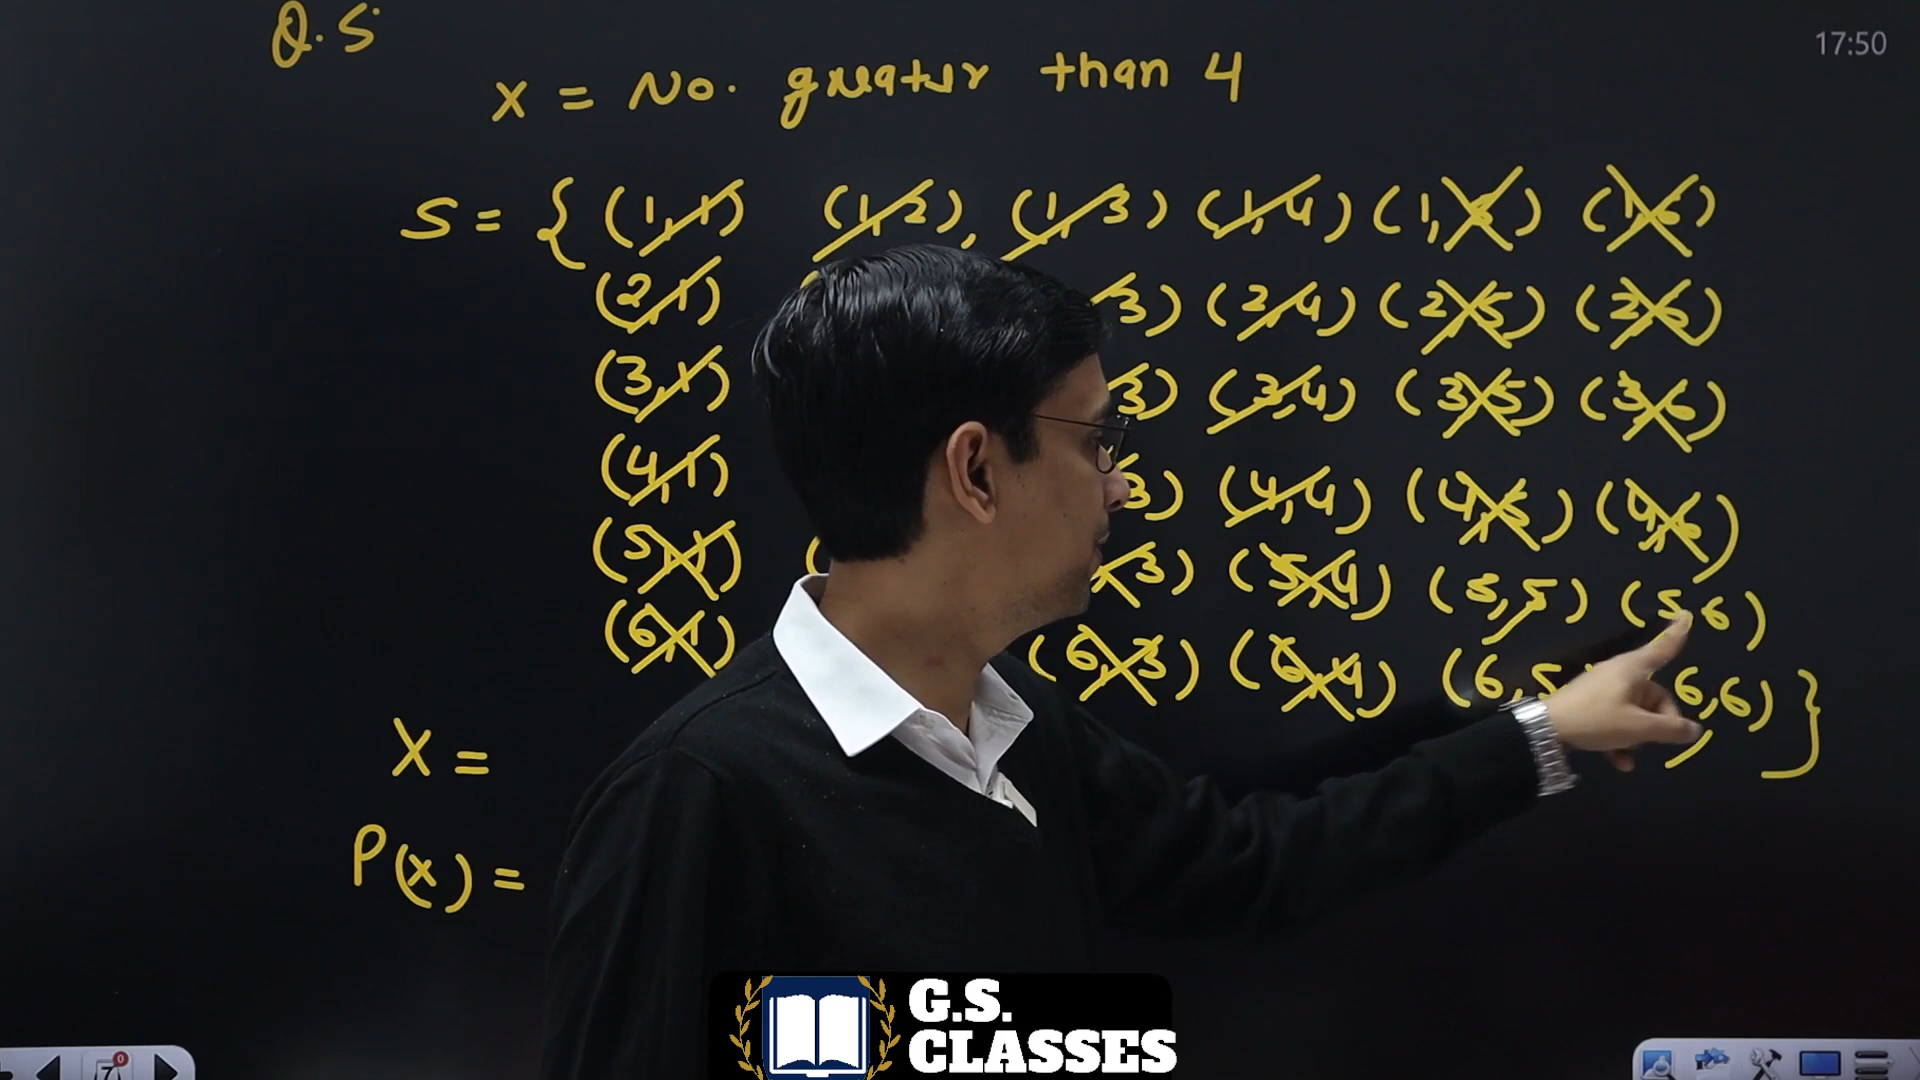 Q.5
17:50
X = No. greater than 4
S = { (1,1) (1,2), (1,3) (1,4) (1,5) (1,6)
(2,1) 3) (2,4) (2,5) (2,6)
(3,1) 3) (3,4) (3,5) (3,6)
(4,1) 3) (4,4) (4,5) (4,6)
(5,1) ( 3) (5,4) (5,5) (5,6)
(6,1) (6,3) (6,4) (6,5 6,6) }
X =
P(X) =
7
0
G.S.
CLASSES